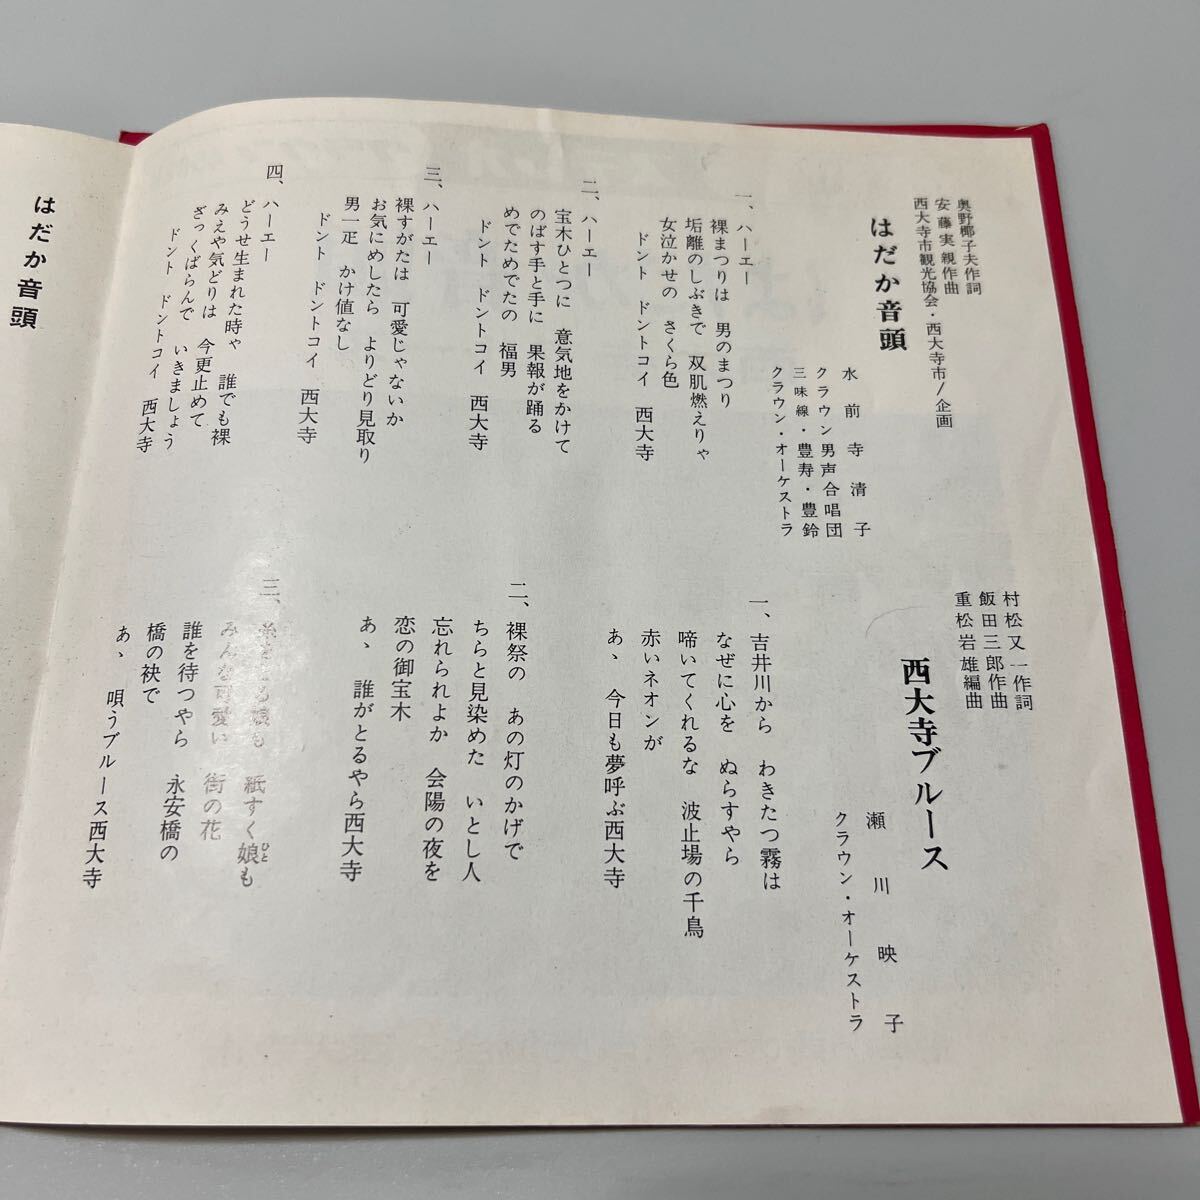 奥野椰子夫作詞
安藤実親作曲
西大寺市観光協会・西大寺市/企画
はだか音頭
水前寺清子
クラウン男声合唱団
三味線・豊寿・豊鈴
クラウン・オーケストラ
一、ハーエー
裸まつりは 男のまつり
垢離のしぶきで 双肌燃えりゃ
女泣かせの さくら色
ドント ドントコイ 西大寺
二、ハーエー
宝木ひとつに 意気地をかけて
のばす手と手に 果報が踊る
めでためでたの 福男
ドント ドントコイ 西大寺
三、ハーエー
裸すがたは 可愛じゃないか
お気にめしたら よりどり見取り
男一疋 かけ値なし
ドント ドントコイ 西大寺
四、ハーエー
どうせ生まれた時ゃ 誰でも裸
みえや気どりは 今更止めて
ざっくばらんで いきましょう
ドント ドントコイ 西大寺
村松又一作詞
飯田三郎作曲
重松岩雄編曲
西大寺ブルース
瀬川映子
クラウン・オーケストラ
一、吉井川から わきたつ霧は
なぜに心を ぬらすやら
啼いてくれるな 波止場の千鳥
赤いネオンが
あゝ 今日も夢呼ぶ西大寺
二、裸祭の あの灯のかげで
ちらと見染めた いとし人
忘れられよか 会陽の夜を
恋の御宝木
あゝ 誰がとるやら西大寺
三、糸 る娘も 紙すく娘も
ひと
みんな可愛い 街の花
誰を待つやら 永安橋の
橋の袂で
あゝ 唄うブルース西大寺
はだか音頭